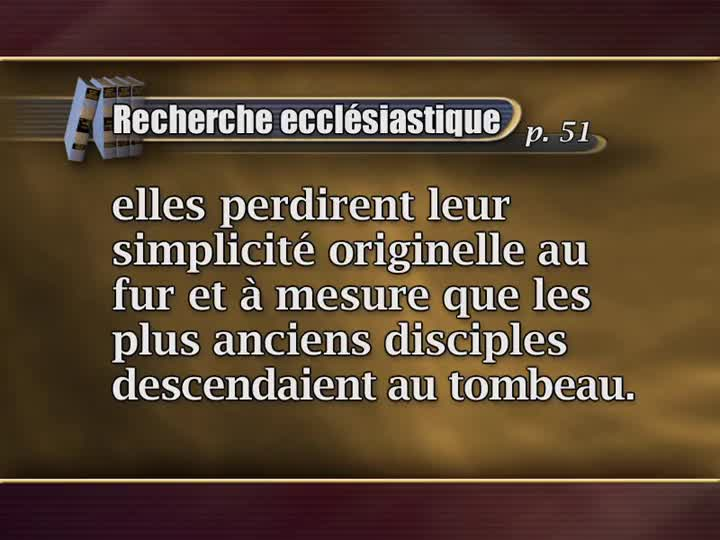 Recherche ecclésiastique p. 51
elles perdirent leur
simplicité originelle au
fur et à mesure que les
plus anciens disciples
descendaient au tombeau.